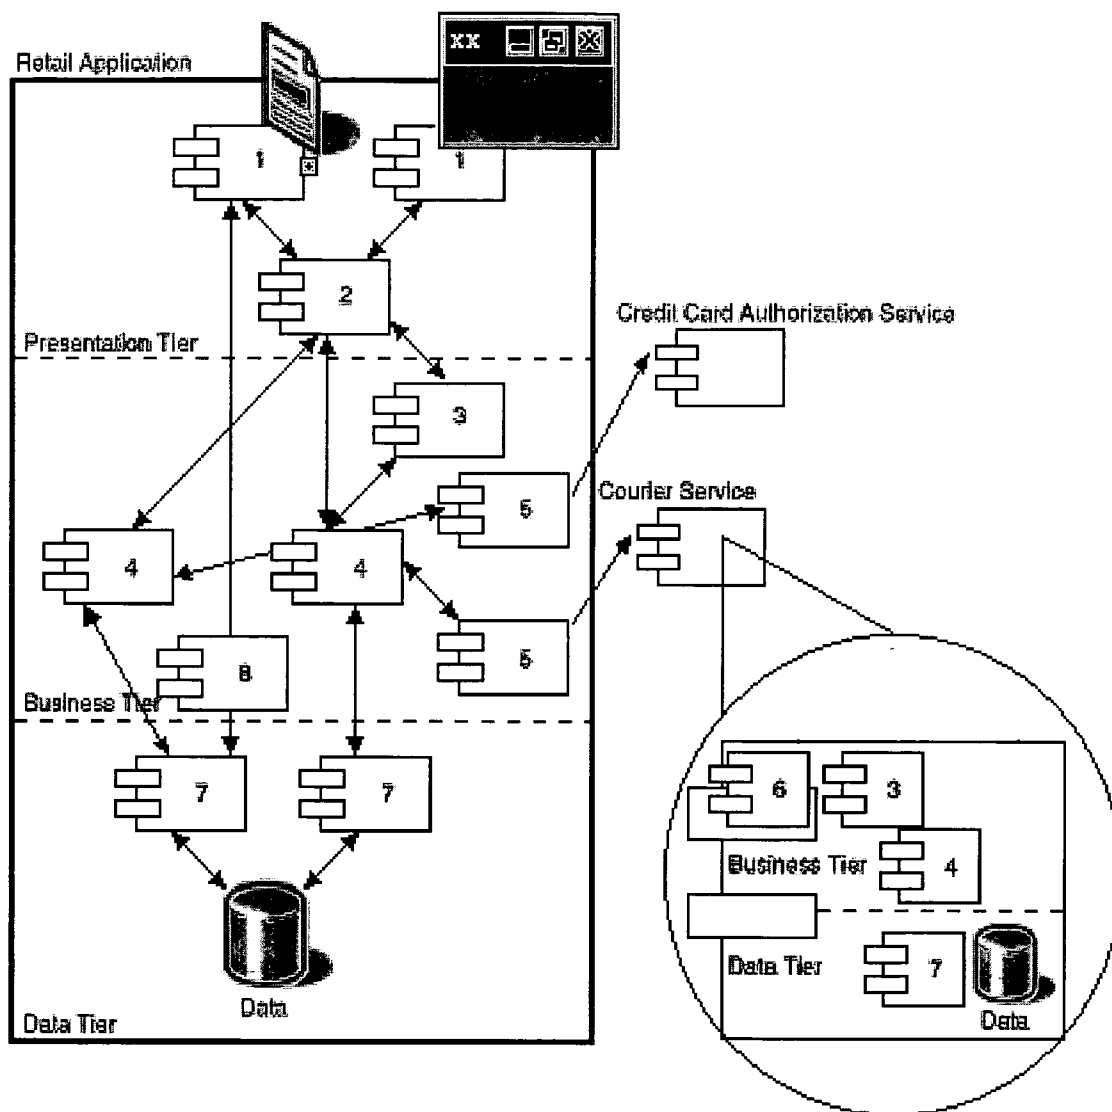 XX
Retail Application
1
1
2
Credit Card Authorization Service
Presentation Tier
3
5
Courier Service
4
4
5
8
Business Tier
7
7
6
3
Business Tier
4
Data Tier
7
Data
Data
Data Tier